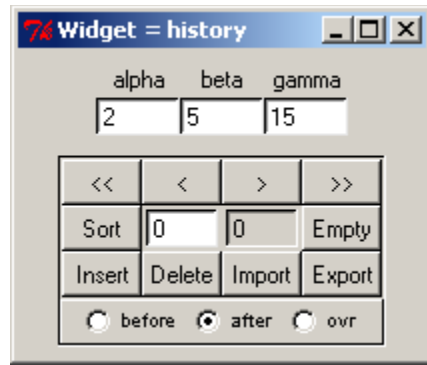 Widget = history
alpha beta gamma
2 5 15
<< < > >>
Sort 0 0 Empty
Insert Delete Import Export
before after ovr